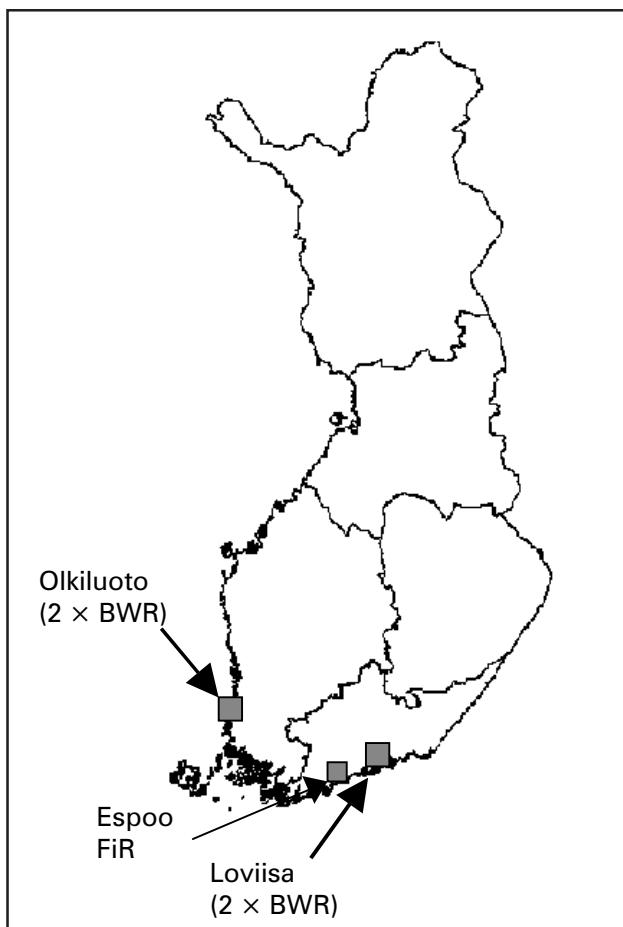 Olkiluoto
(2 × BWR)
Espoo
FiR
Loviisa
(2 × BWR)